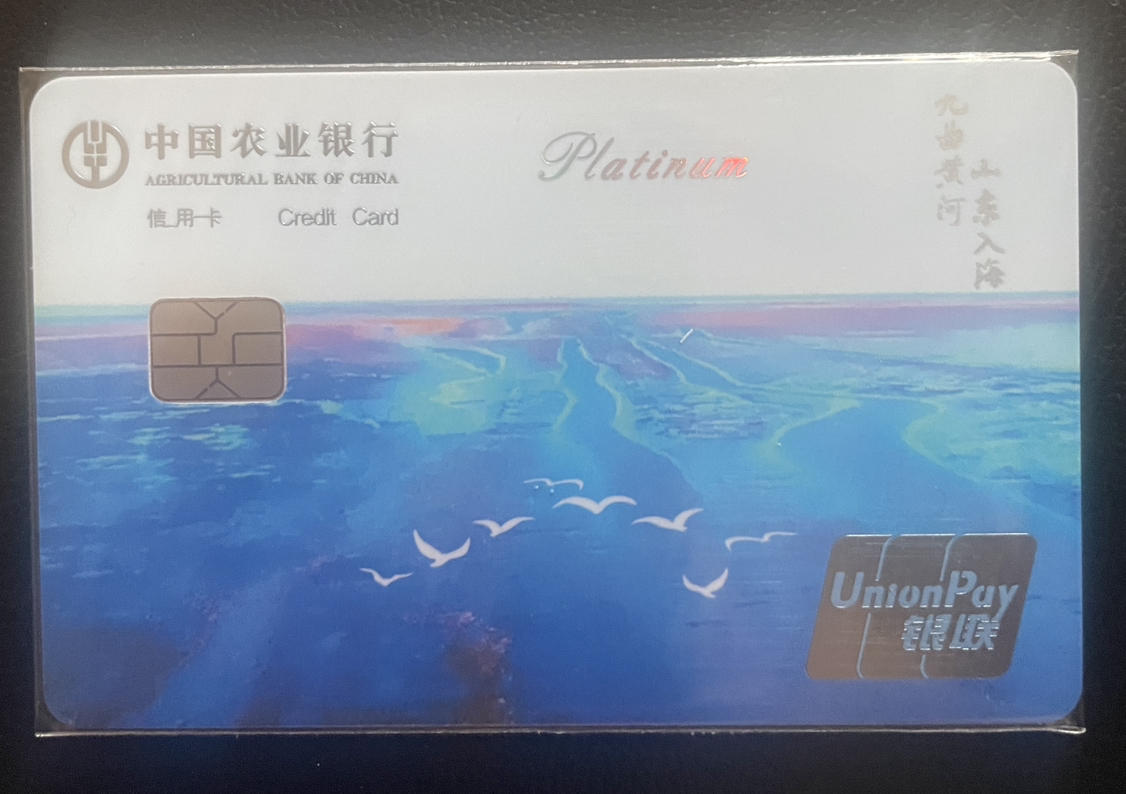 中国农业银行
AGRICULTURAL BANK OF CHINA
信用卡 Credit Card
Platinum
九曲黄河
山东入海
UnionPay
银联